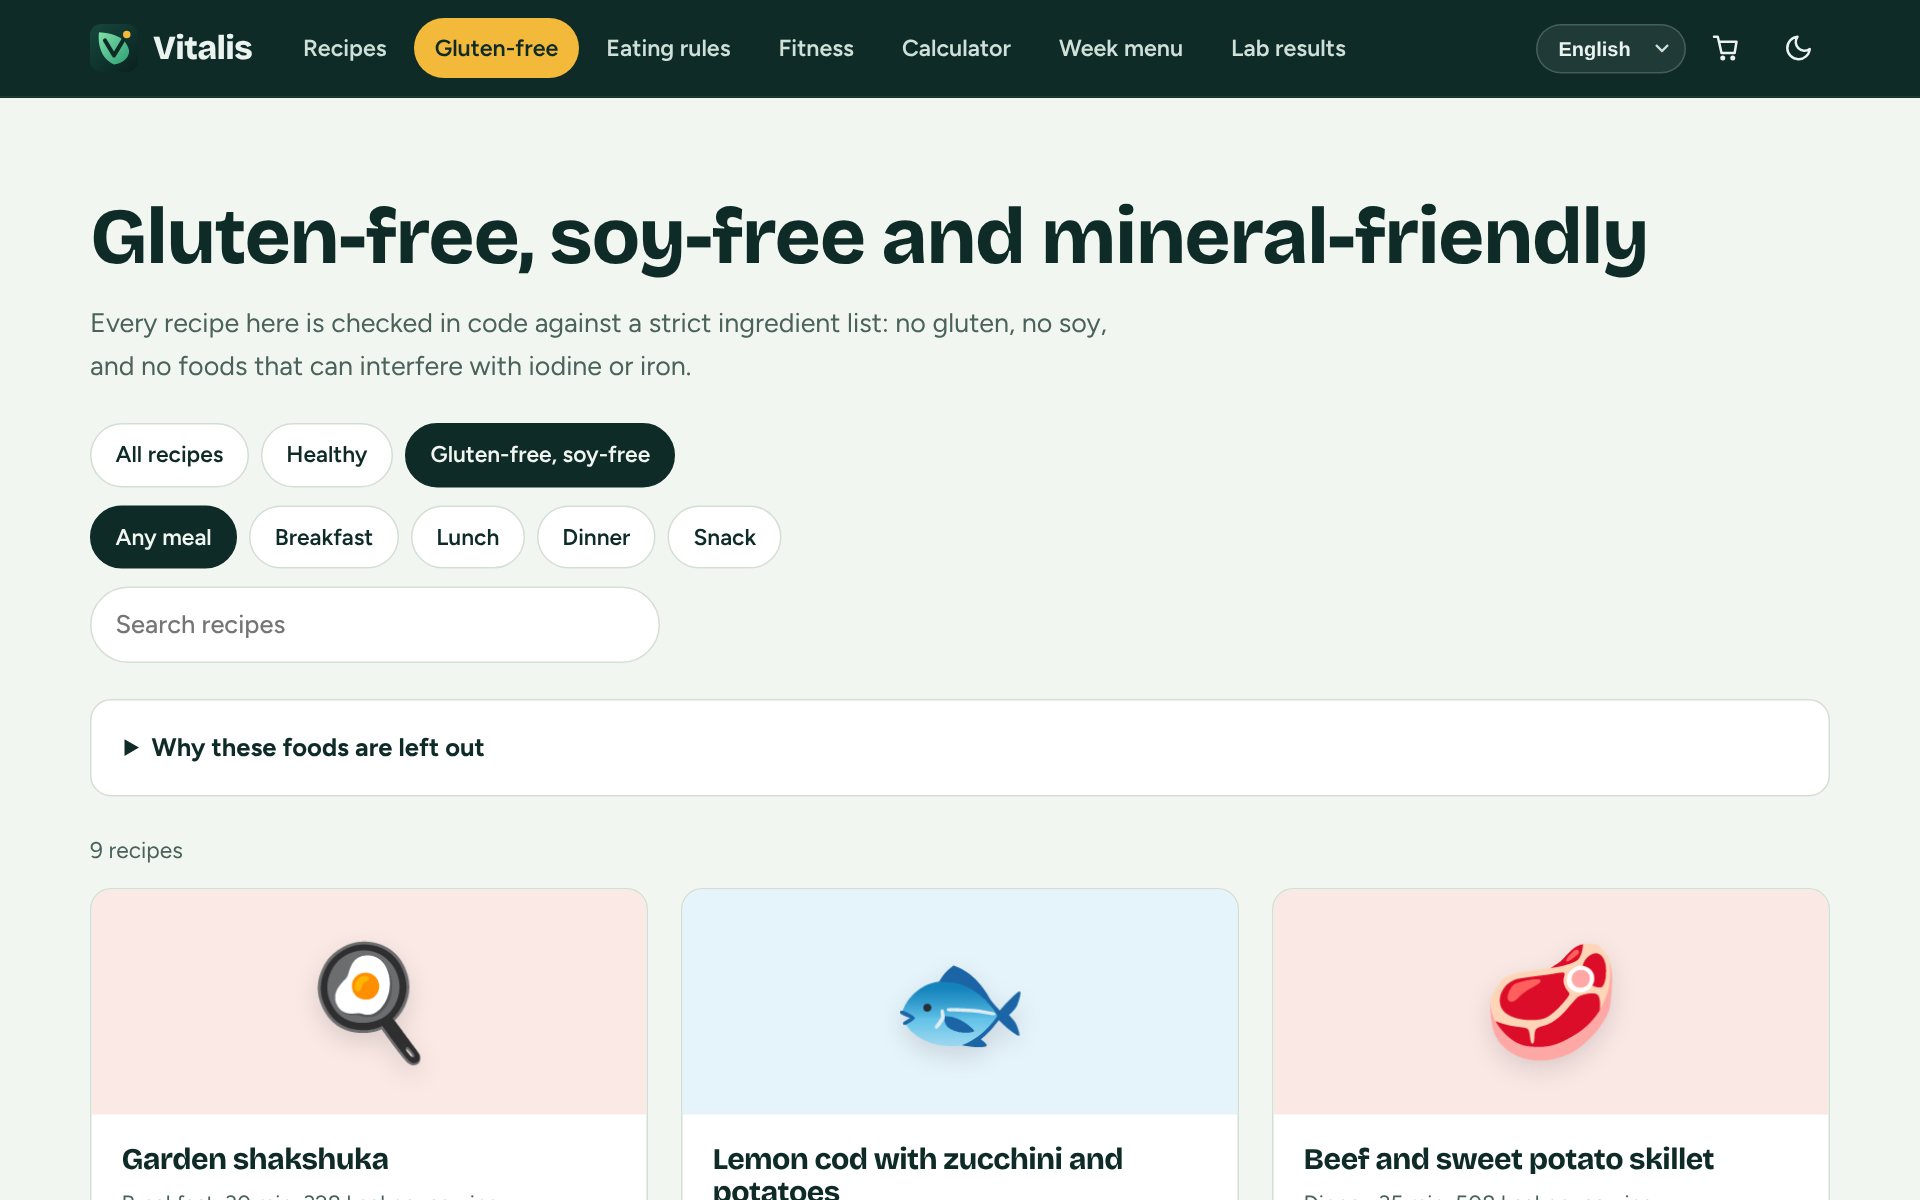 Vitalis
Recipes
Gluten-free
Eating rules
Fitness
Calculator
Week menu
Lab results
English
Gluten-free, soy-free and mineral-friendly
Every recipe here is checked in code against a strict ingredient list: no gluten, no soy,
and no foods that can interfere with iodine or iron.
All recipes
Healthy
Gluten-free, soy-free
Any meal
Breakfast
Lunch
Dinner
Snack
Search recipes
Why these foods are left out
9 recipes
Garden shakshuka
Lemon cod with zucchini and
potatoes
Beef and sweet potato skillet